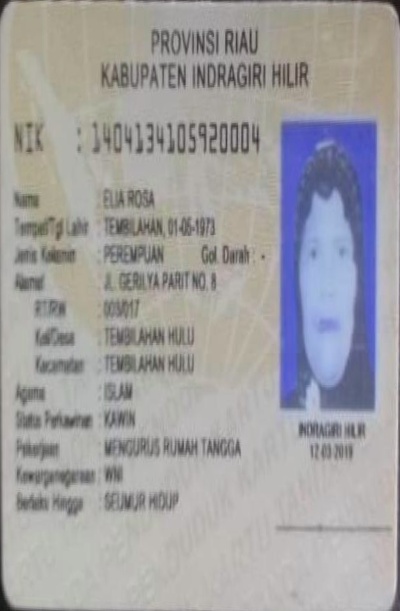 PROVINSI RIAU
KABUPATEN INDRAGIRI HILIR
NIK : 1404134105920004
Nama : ELIA ROSA
Tempat/Tgl Lahir : TEMBILAHAN, 01-05-1973
Jenis Kelamin : PEREMPUAN Gol. Darah : -
Alamat : JL. GERILYA PARIT NO. 8
RT/RW : 003/017
Kel/Desa : TEMBILAHAN HULU
Kecamatan : TEMBILAHAN HULU
Agama : ISLAM
Status Perkawinan : KAWIN
Pekerjaan : MENGURUS RUMAH TANGGA
Kewarganegaraan : WNI
Berlaku Hingga : SEUMUR HIDUP
INDRAGIRI HILIR
12-03-2019